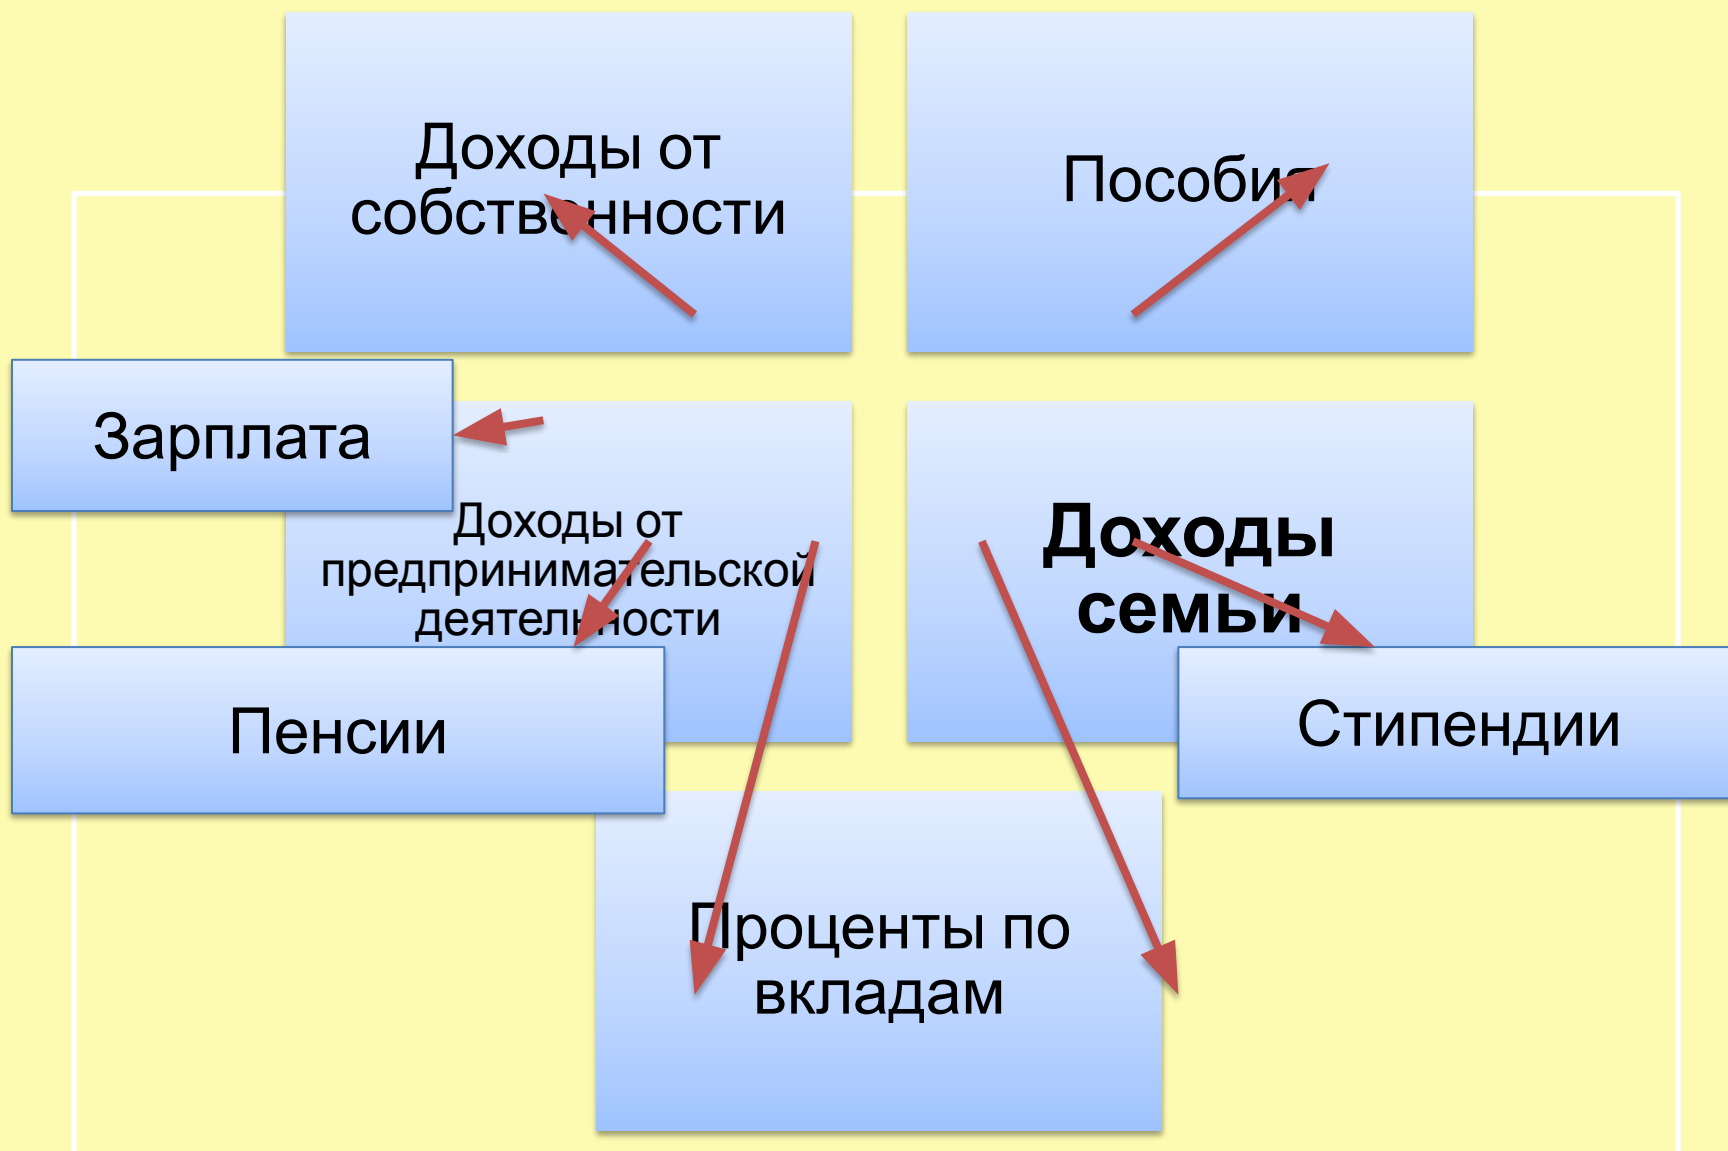 Доходы от
собственности
Пособия
Зарплата
Доходы от
предпринимательской
деятельности
Доходы
семьи
Пенсии
Стипендии
Проценты по
вкладам